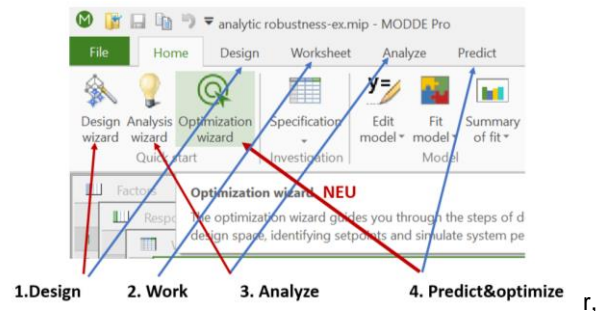 analytic robustness-ex.mip - MODDE Pro
File Home Design Worksheet Analyze Predict
y=
Design wizard Analysis wizard Optimization wizard Specification Edit model Fit model Summary of fit
Quick start Investigation Model
Factors Optimization wizard NEU
Respo The optimization wizard guides you through the steps of d
design space, identifying setpoints and simulate system pe
1.Design 2. Work 3. Analyze 4. Predict&optimize r,